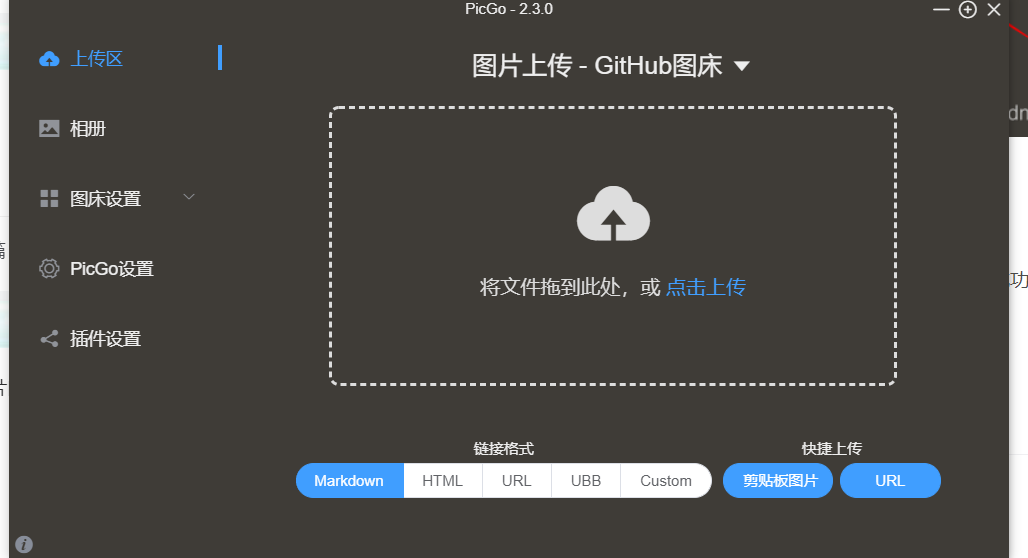 PicGo - 2.3.0
上传区
图片上传 - GitHub图床
相册
图床设置
PicGo设置
插件设置
将文件拖到此处，或 点击上传
链接格式
快捷上传
Markdown HTML URL UBB Custom
剪贴板图片 URL
dn
功